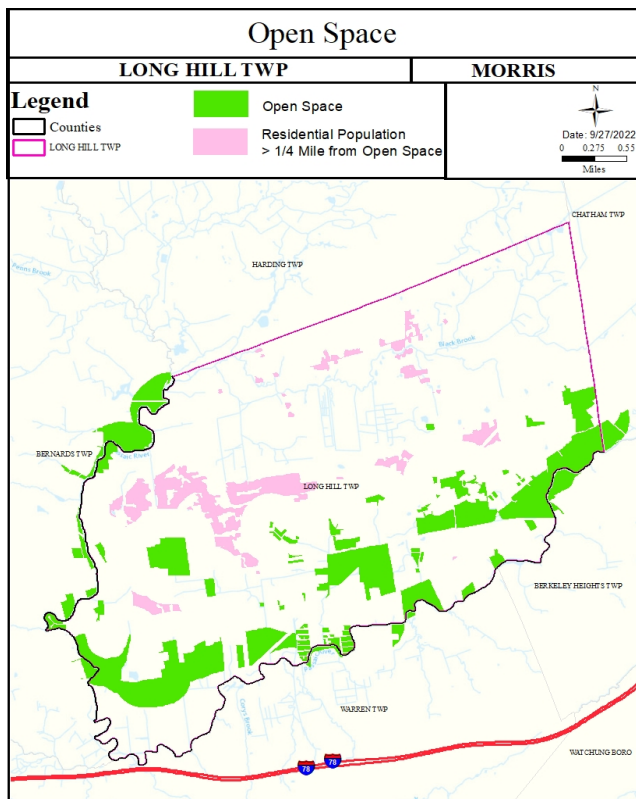 Open Space
LONG HILL TWP
MORRIS
Legend
Counties
LONG HILL TWP
Open Space
Residential Population
> 1/4 Mile from Open Space
N
Date: 9/27/2022
0 0.275 0.55
Miles
CHATHAM TWP
HARDING TWP
Black Brook
BERNARDS TWP
LONG HILL TWP
BERKELEY HEIGHTS TWP
WARREN TWP
WATCHUNG BORO
78
78